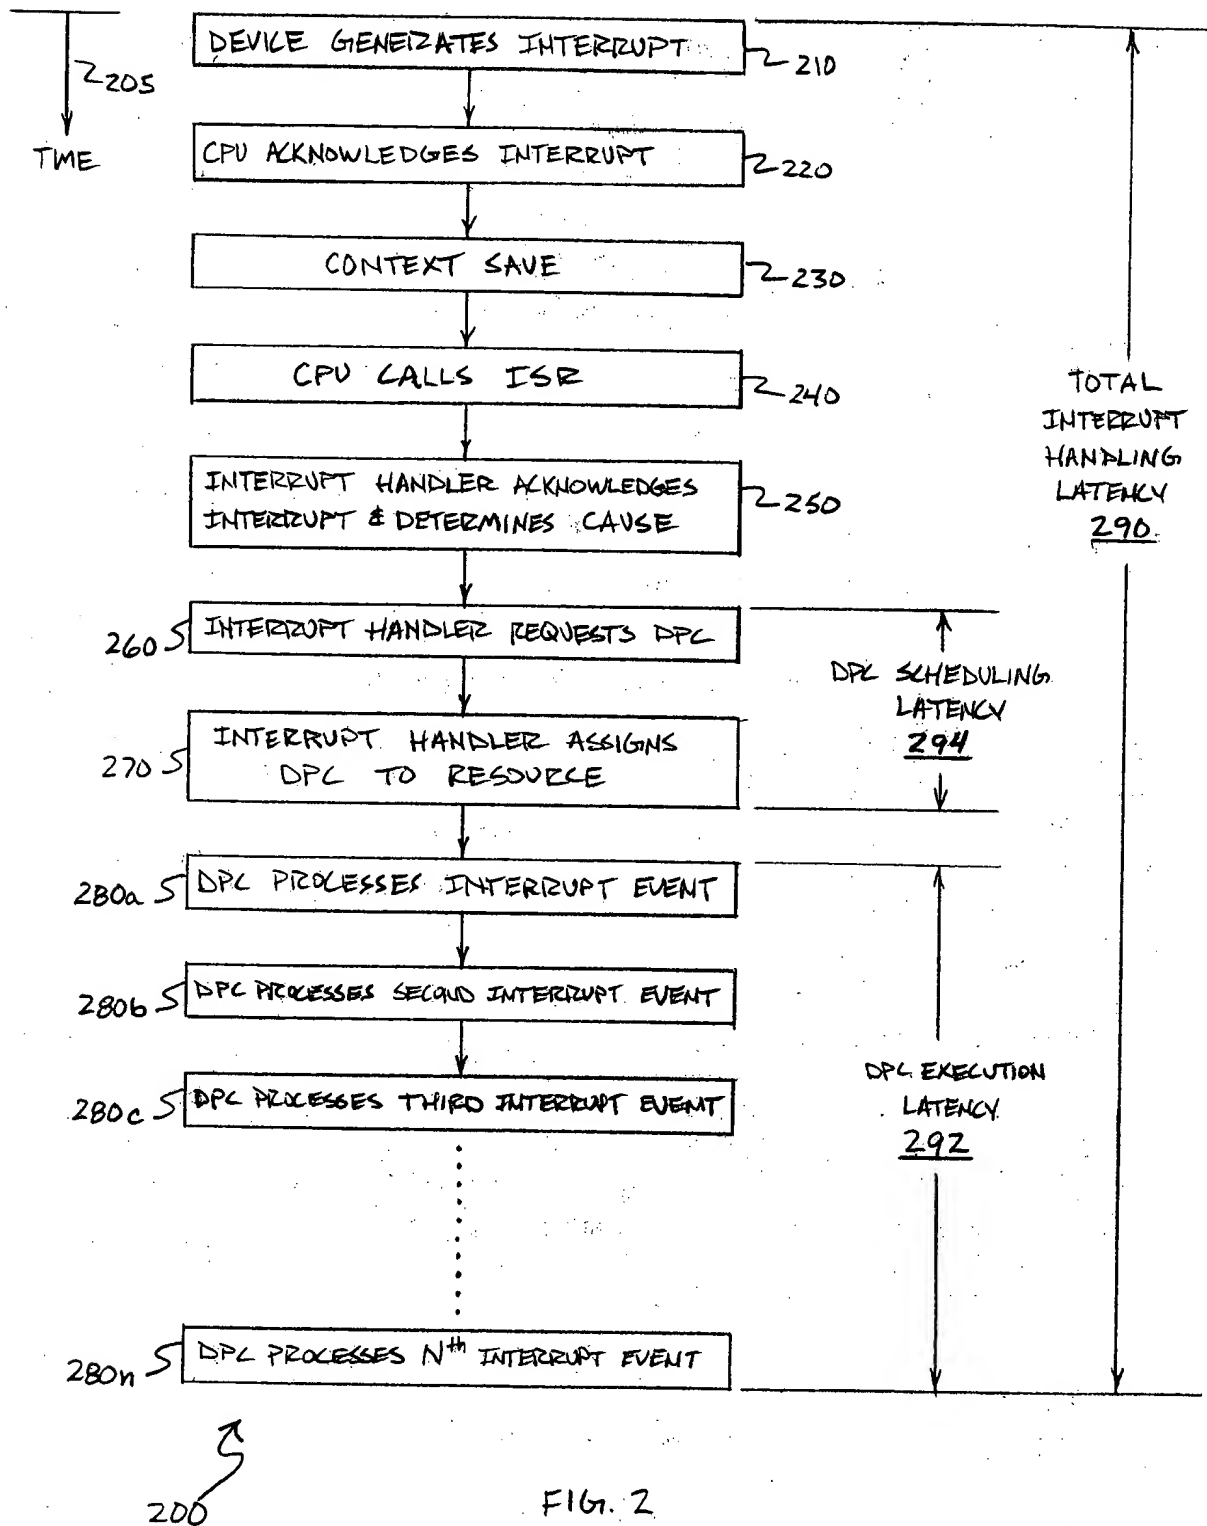 DEVICE GENERATES INTERRUPT
210
205
TIME
CPU ACKNOWLEDGES INTERRUPT
220
CONTEXT SAVE
230
CPU CALLS ISR
240
INTERRUPT HANDLER ACKNOWLEDGES
INTERRUPT & DETERMINES CAUSE
250
TOTAL
INTERRUPT
HANDLING
LATENCY
290
260
INTERRUPT HANDLER REQUESTS DPC
270
INTERRUPT HANDLER ASSIGNS
DPC TO RESOURCE
DPC SCHEDULING
LATENCY
294
280a
DPC PROCESSES INTERRUPT EVENT
280b
DPC PROCESSES SECOND INTERRUPT EVENT
280c
DPC PROCESSES THIRD INTERRUPT EVENT
DPC EXECUTION
LATENCY
292
280n
DPC PROCESSES Nth INTERRUPT EVENT
200
FIG. 2